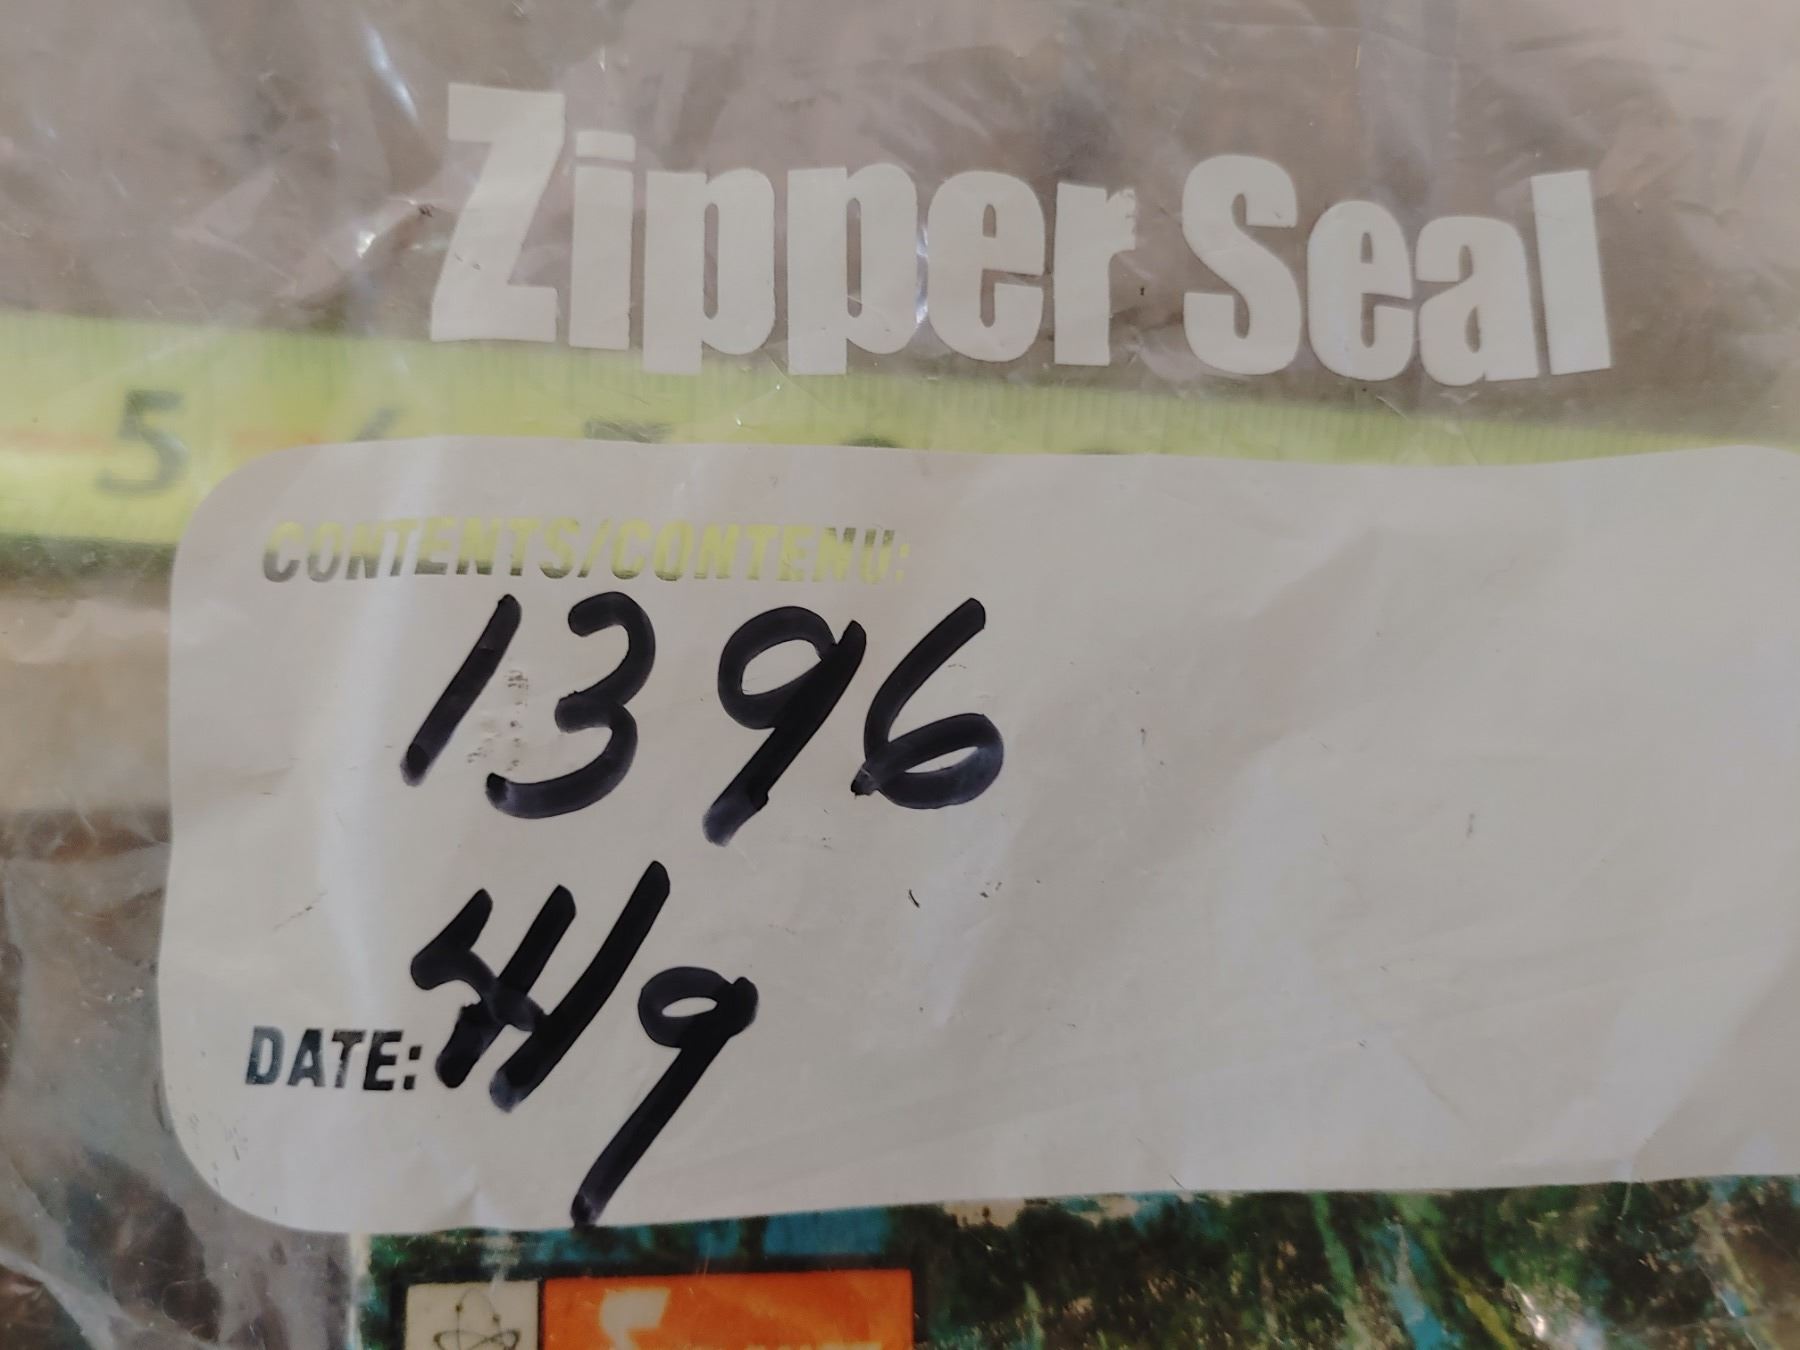 Zipper Seal
5
CONTENTS/CONTENU:
1396
DATE: 4/9